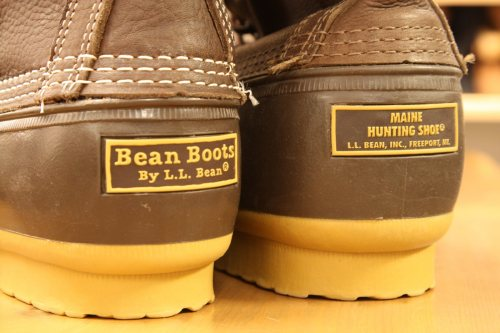 Bean Boots
By L.L. Bean®
MAINE
HUNTING SHOE®
L.L. BEAN, INC., FREEPORT, ME.